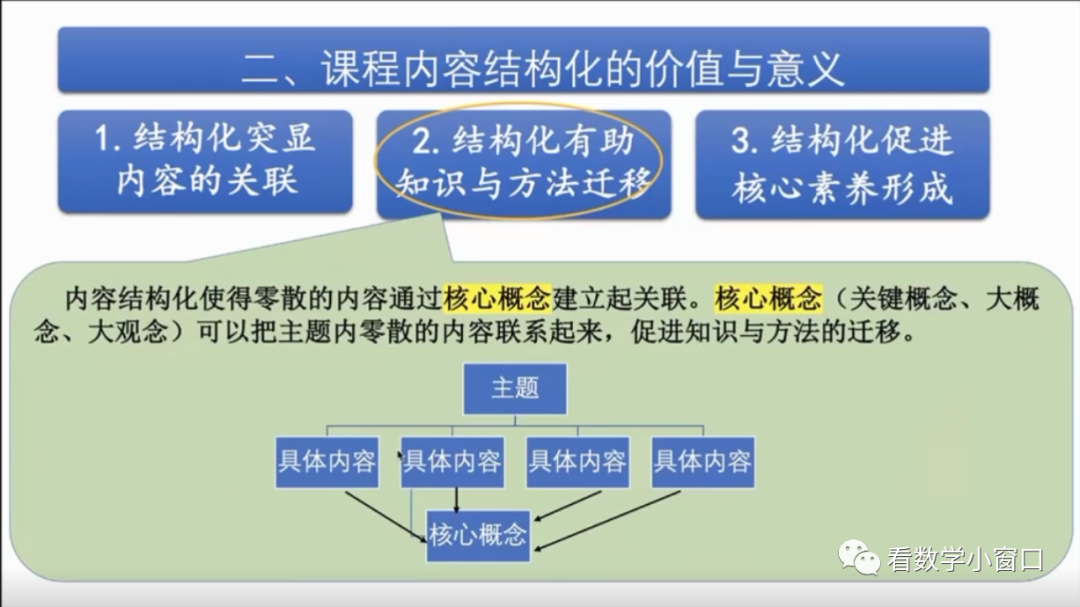 二、课程内容结构化的价值与意义
1.结构化突显
内容的关联
2.结构化有助
知识与方法迁移
3.结构化促进
核心素养形成
内容结构化使得零散的内容通过核心概念建立起关联。核心概念（关键概念、大概
念、大观念）可以把主题内零散的内容联系起来，促进知识与方法的迁移。
主题
具体内容
具体内容
具体内容
具体内容
核心概念
看数学小窗口